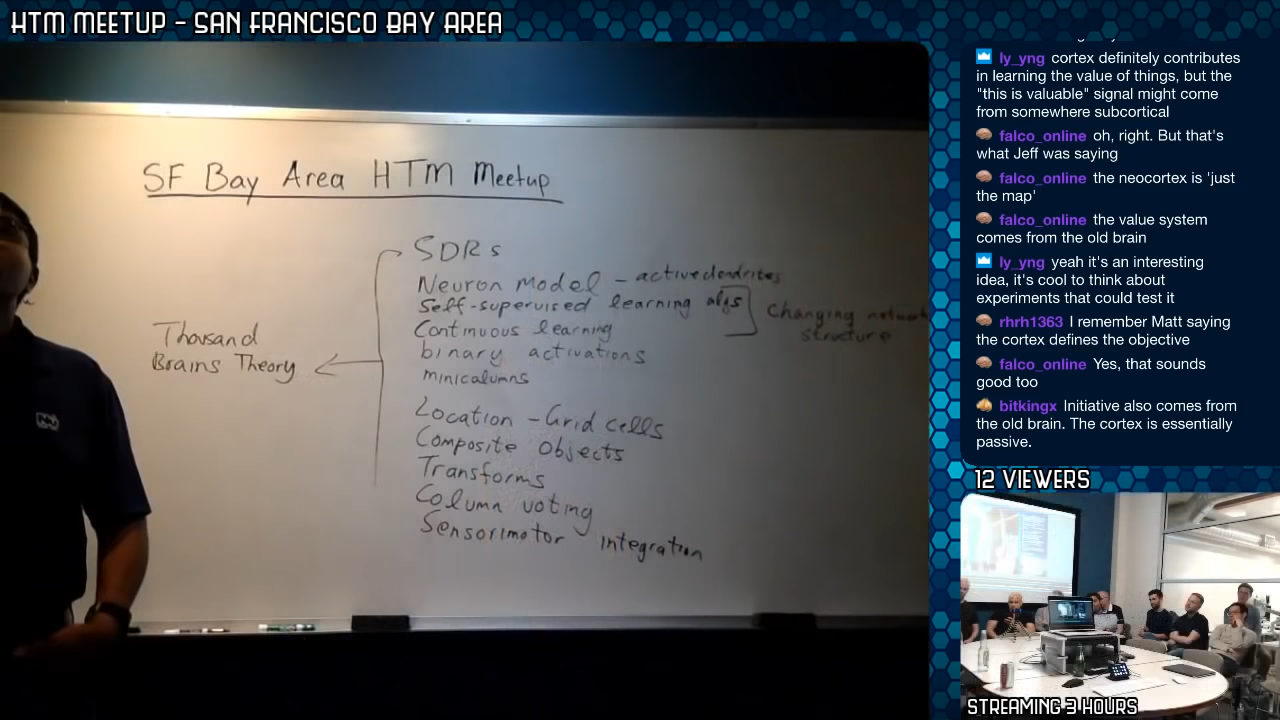 HTM MEETUP - SAN FRANCISCO BAY AREA
SF Bay Area HTM Meetup
SDRs
Neuron model - active dendrites
Self-supervised learning algs
Changing network
structure
Continuous learning
binary activations
minicolumns
Thousand
Brains Theory
Location - Grid cells
Composite Objects
Transforms
Column voting
Sensorimotor integration
ly_yng cortex definitely contributes
in learning the value of things, but the
"this is valuable" signal might come
from somewhere subcortical
falco_online oh, right. But that's
what Jeff was saying
falco_online the neocortex is 'just
the map'
falco_online the value system
comes from the old brain
ly_yng yeah it's an interesting
idea, it's cool to think about
experiments that could test it
rhrh1363 I remember Matt saying
the cortex defines the objective
falco_online Yes, that sounds
good too
bitkingx Initiative also comes from
the old brain. The cortex is essentially
passive.
12 VIEWERS
STREAMING 3 HOURS